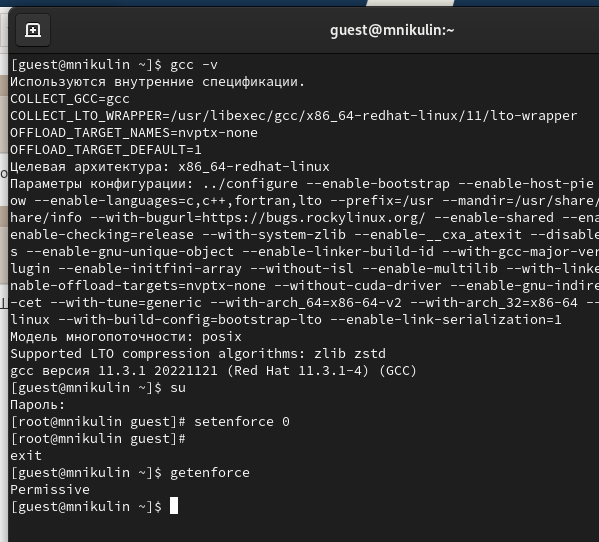 guest@mnikulin:~
[guest@mnikulin ~]$ gcc -v
Используются внутренние спецификации.
COLLECT_GCC=gcc
COLLECT_LTO_WRAPPER=/usr/libexec/gcc/x86_64-redhat-linux/11/lto-wrapper
OFFLOAD_TARGET_NAMES=nvptx-none
OFFLOAD_TARGET_DEFAULT=1
Целевая архитектура: x86_64-redhat-linux
Параметры конфигурации: ../configure --enable-bootstrap --enable-host-pie
ow --enable-languages=c,c++,fortran,lto --prefix=/usr --mandir=/usr/share/
hare/info --with-bugurl=https://bugs.rockylinux.org/ --enable-shared --ena
enable-checking=release --with-system-zlib --enable-__cxa_atexit --disable
s --enable-gnu-unique-object --enable-linker-build-id --with-gcc-major-ver
lugin --enable-initfini-array --without-isl --enable-multilib --with-linke
nable-offload-targets=nvptx-none --without-cuda-driver --enable-gnu-indire
-cet --with-tune=generic --with-arch_64=x86-64-v2 --with-arch_32=x86-64 --
linux --with-build-config=bootstrap-lto --enable-link-serialization=1
Модель многопоточности: posix
Supported LTO compression algorithms: zlib zstd
gcc версия 11.3.1 20221121 (Red Hat 11.3.1-4) (GCC)
[guest@mnikulin ~]$ su
Пароль:
[root@mnikulin guest]# setenforce 0
[root@mnikulin guest]#
exit
[guest@mnikulin ~]$ getenforce
Permissive
[guest@mnikulin ~]$